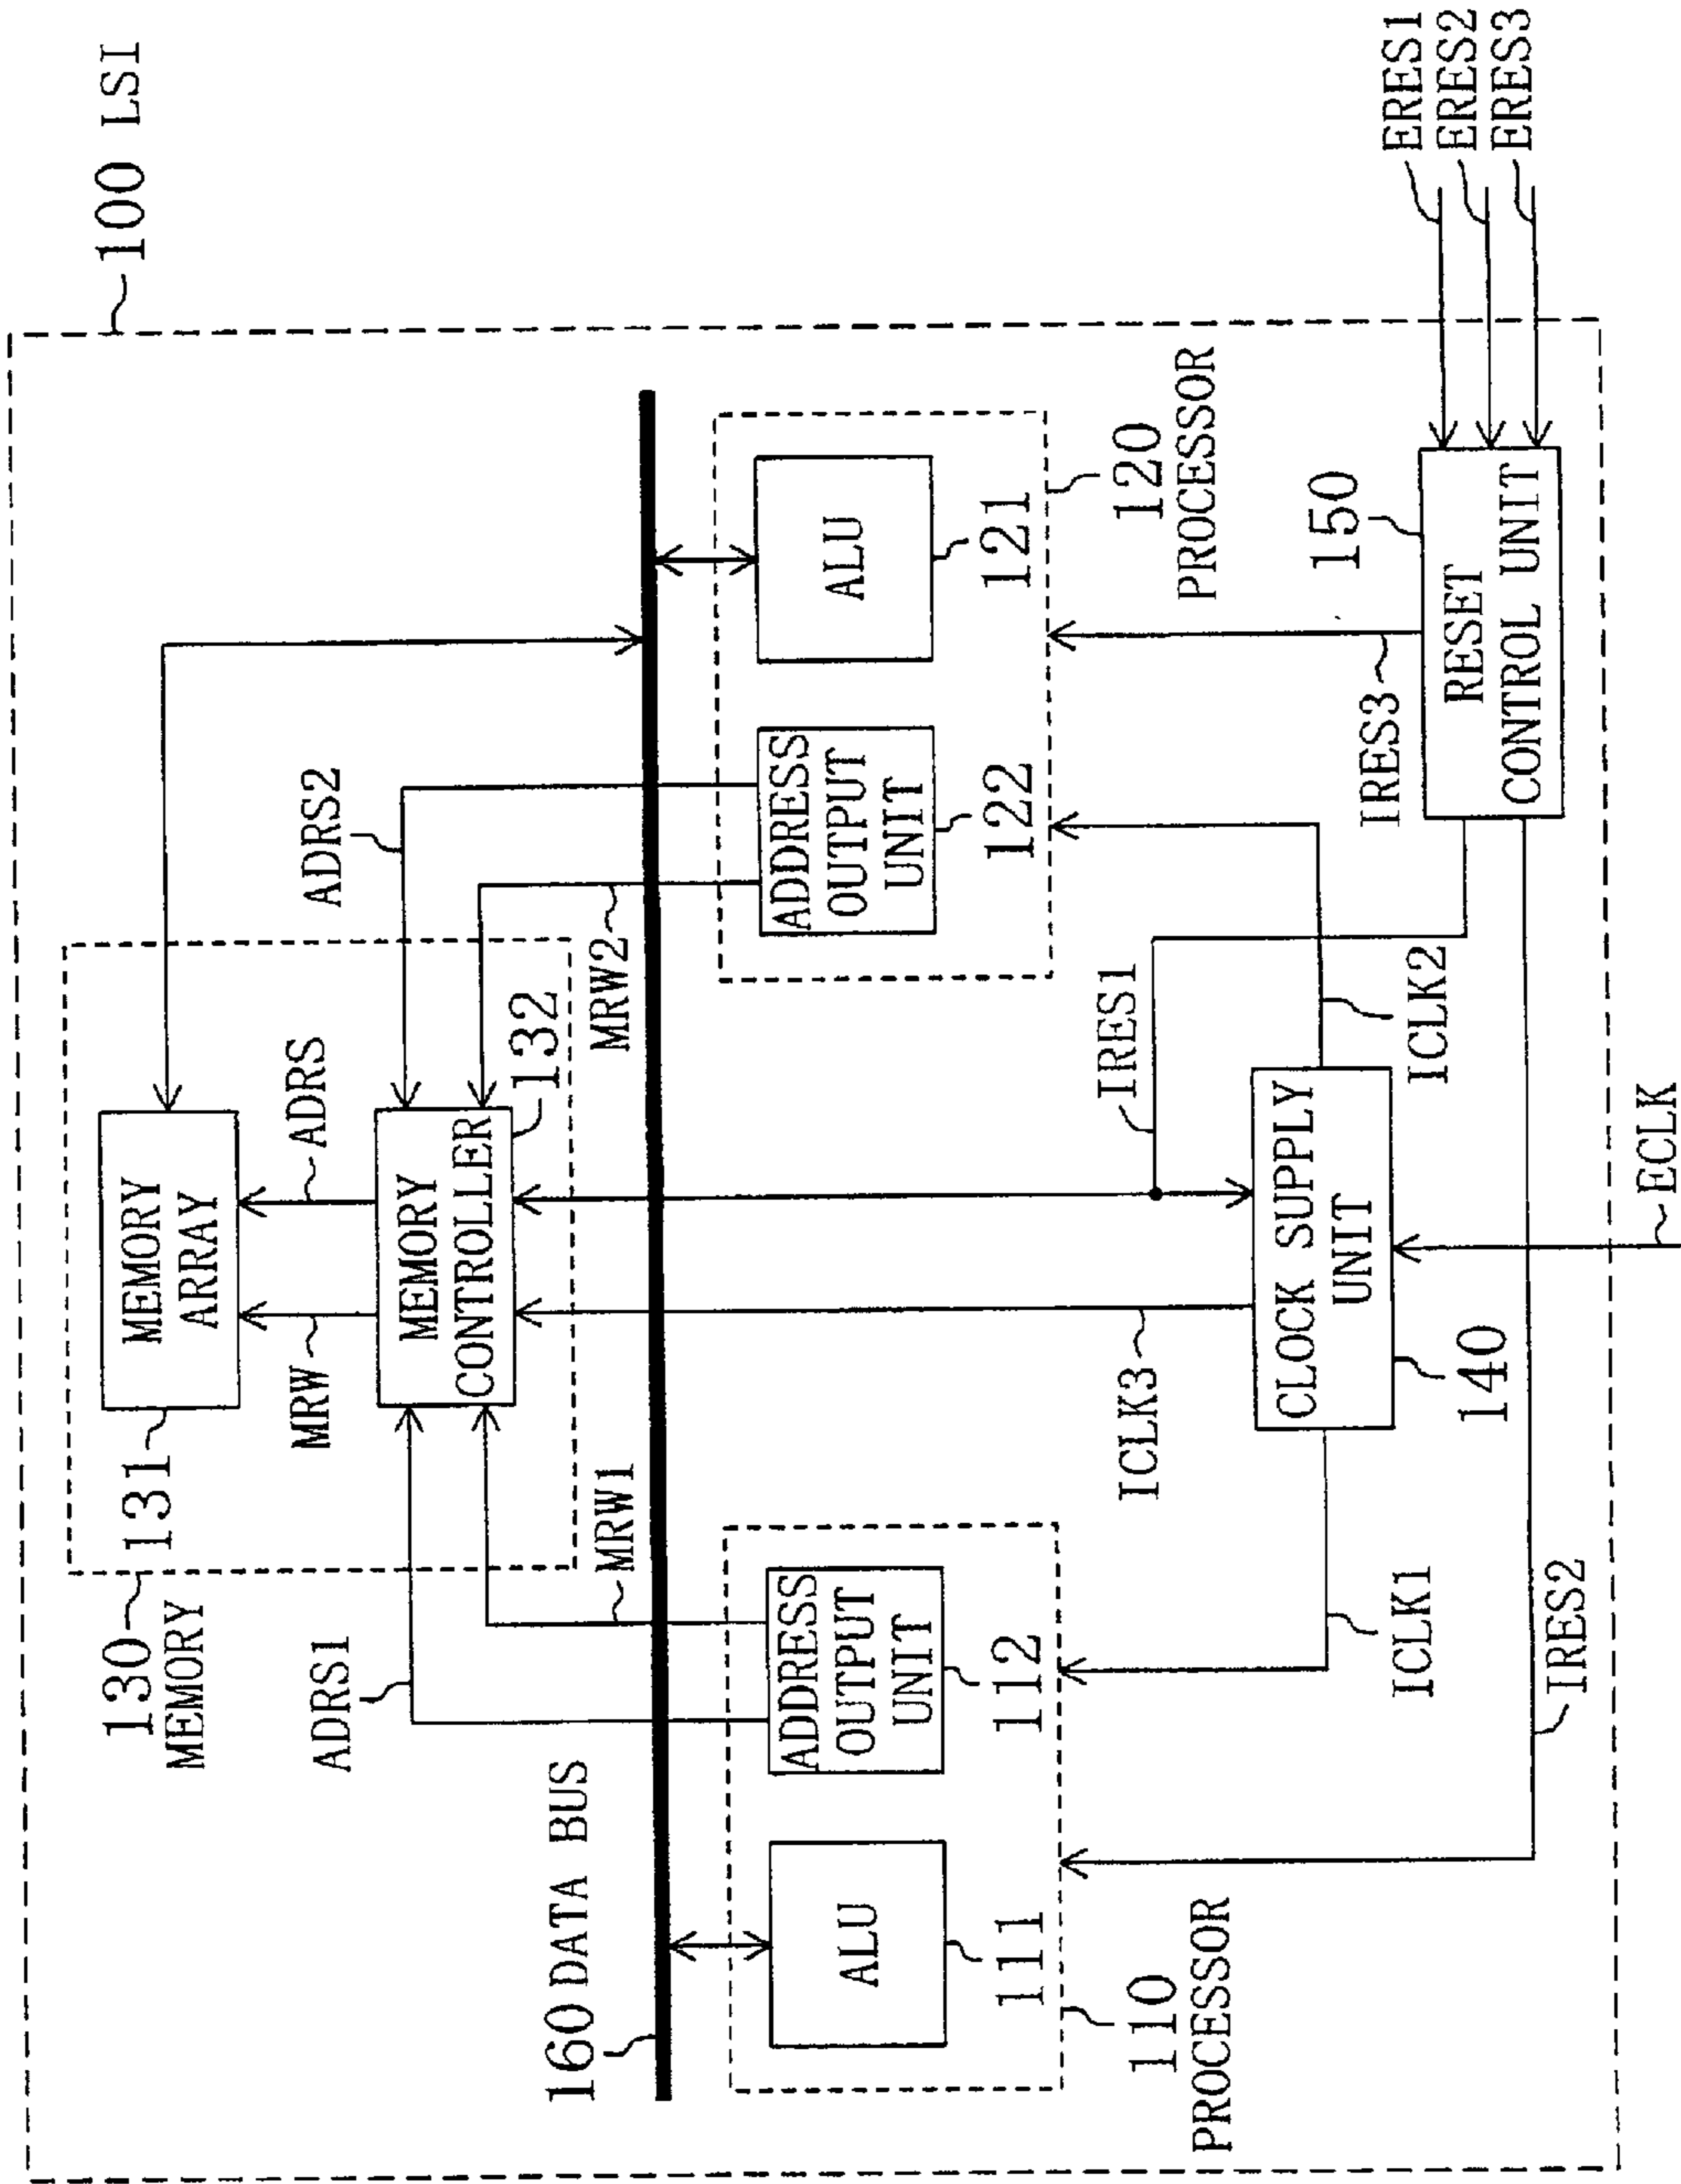 100 LSI
130
MEMORY
131
MEMORY
ARRAY
MRW
ADRS
ADRS1
MEMORY
CONTROLLER
132
ADRS2
MRW1
MRW2
160 DATA BUS
ALU
111
ADDRESS
OUTPUT
UNIT
112
110
PROCESSOR
ADDRESS
OUTPUT
UNIT
122
ALU
121
120
PROCESSOR
ICLK3
IRES1
ICLK1
CLOCK SUPPLY
UNIT
140
ICLK2
IRES3
150
RESET
CONTROL UNIT
ERES1
ERES2
ERES3
IRES2
ECLK